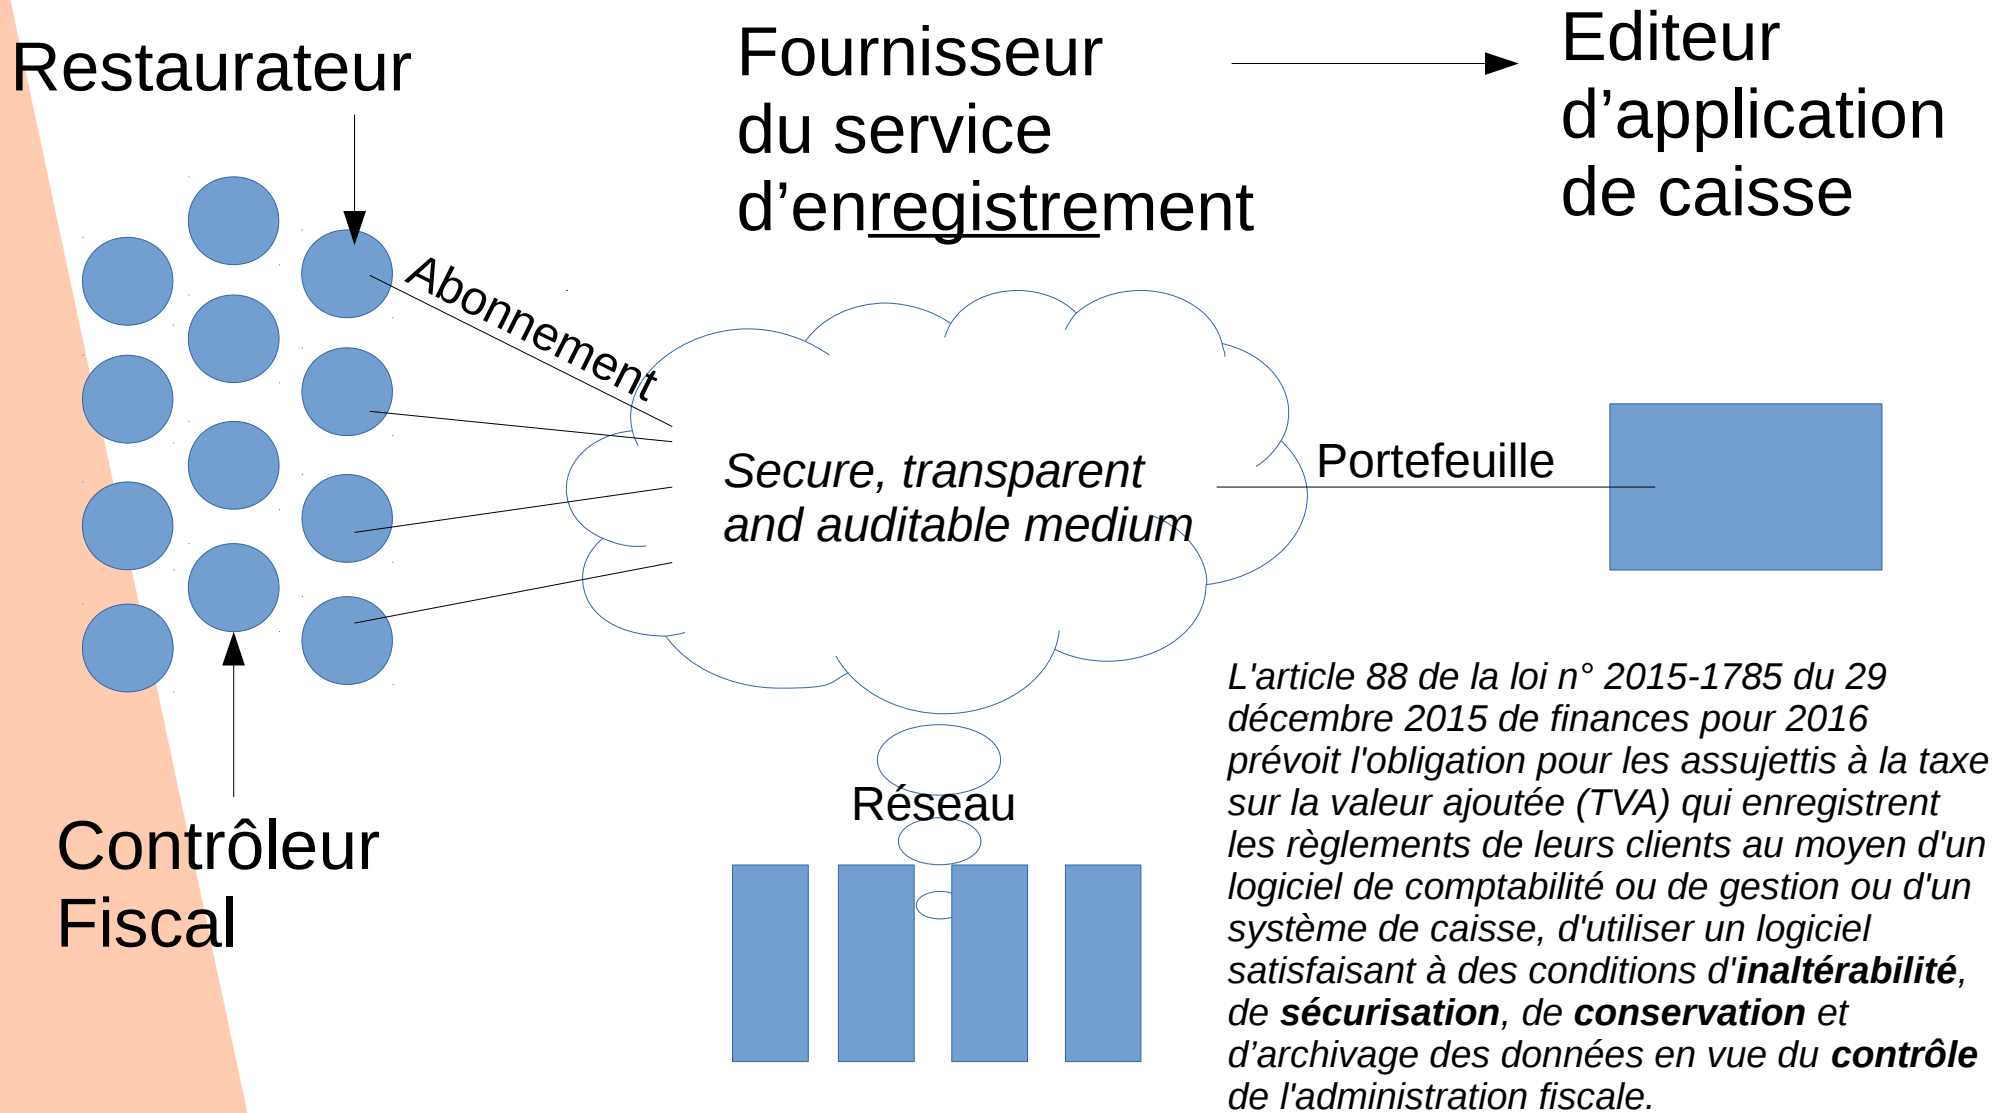 Restaurateur
Fournisseur
du service
d’enregistrement
Editeur
d’application
de caisse
Abonnement
Secure, transparent
and auditable medium
Portefeuille
Réseau
Contrôleur
Fiscal
L'article 88 de la loi n° 2015-1785 du 29
décembre 2015 de finances pour 2016
prévoit l'obligation pour les assujettis à la taxe
sur la valeur ajoutée (TVA) qui enregistrent
les règlements de leurs clients au moyen d'un
logiciel de comptabilité ou de gestion ou d'un
système de caisse, d'utiliser un logiciel
satisfaisant à des conditions d'inaltérabilité,
de sécurisation, de conservation et
d’archivage des données en vue du contrôle
de l'administration fiscale.